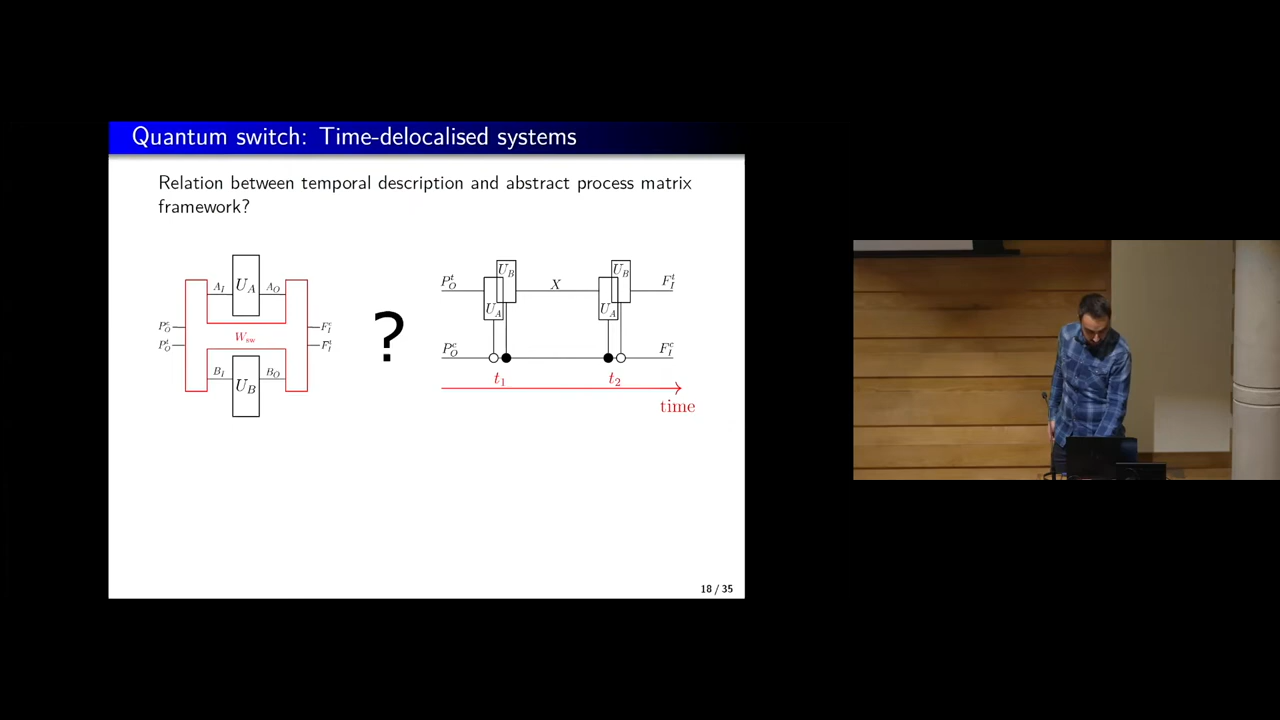 Quantum switch: Time-delocalised systems
Relation between temporal description and abstract process matrix
framework?
A_I U_A A_O
P_O^c F_I^c
W_sw
P_O^t F_I^t
B_I U_B B_O
?
U_B U_B
P_O^t X F_I^t
U_A U_A
P_O^c F_I^c
t_1 t_2
time
18 / 35